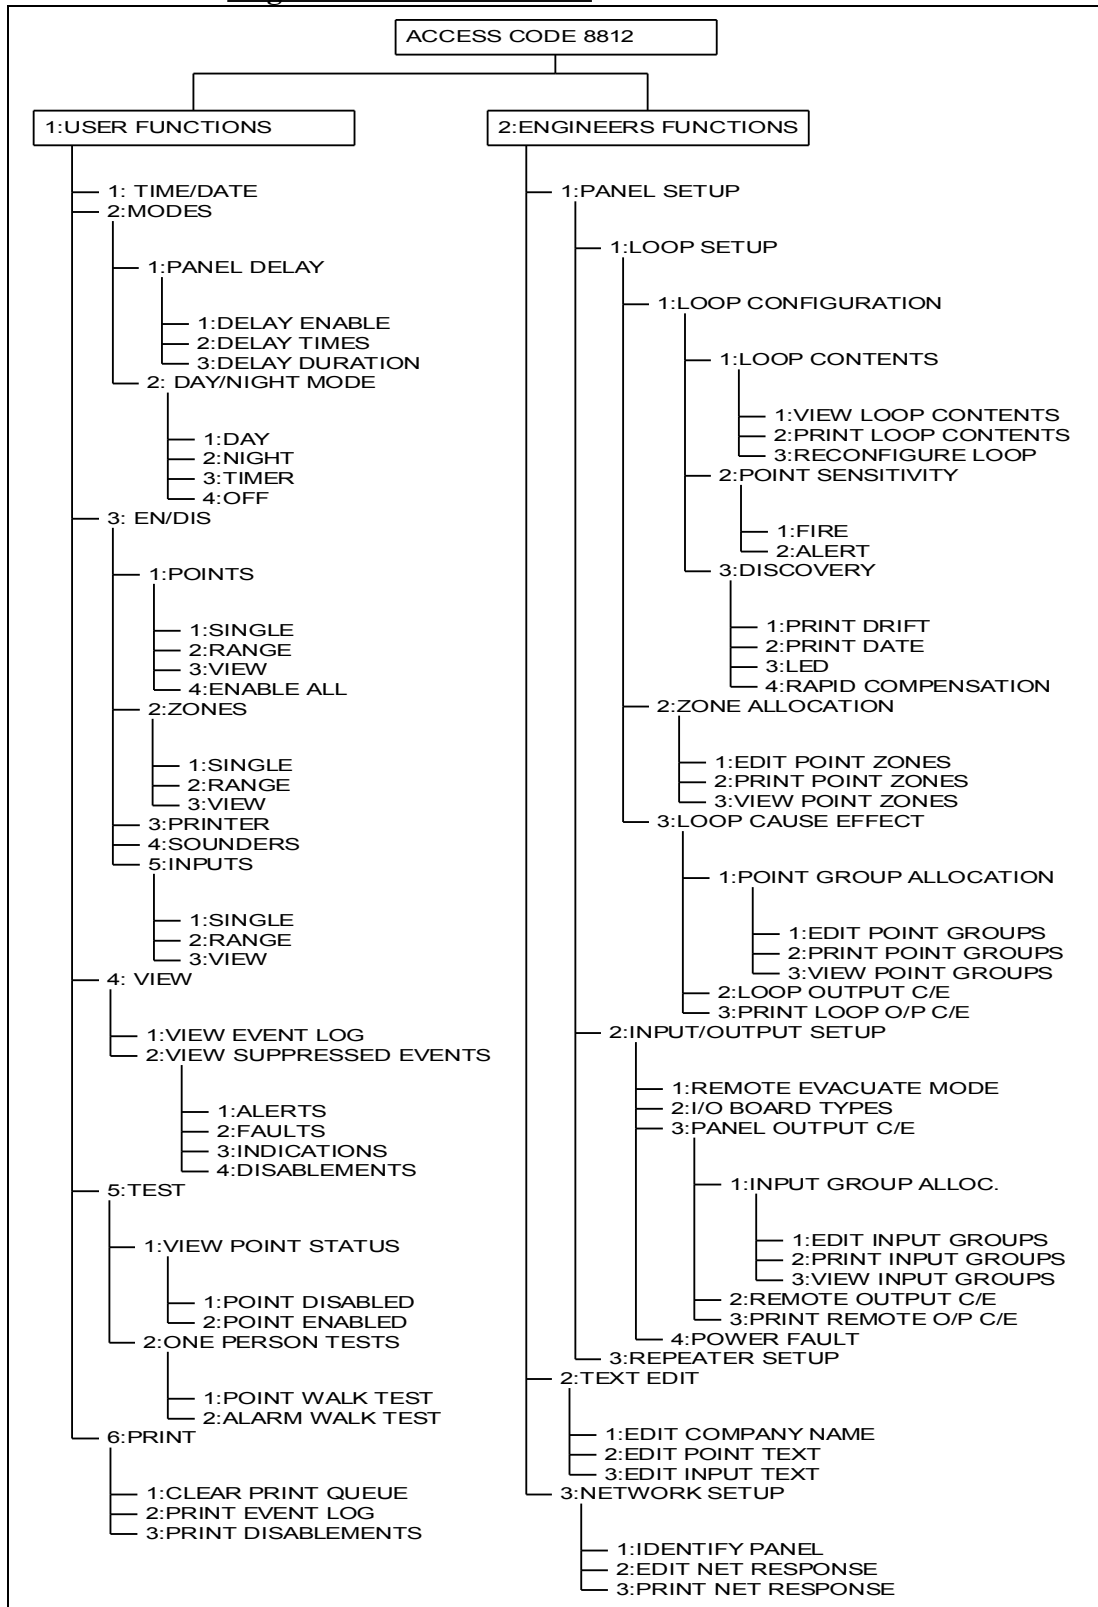 ACCESS CODE 8812
1:USER FUNCTIONS
1: TIME/DATE
2:MODES
1:PANEL DELAY
1:DELAY ENABLE
2:DELAY TIMES
3:DELAY DURATION
2: DAY/NIGHT MODE
1:DAY
2:NIGHT
3:TIMER
4:OFF
3: EN/DIS
1:POINTS
1:SINGLE
2:RANGE
3:VIEW
4:ENABLE ALL
2:ZONES
1:SINGLE
2:RANGE
3:VIEW
3:PRINTER
4:SOUNDERS
5:INPUTS
1:SINGLE
2:RANGE
3:VIEW
4: VIEW
1:VIEW EVENT LOG
2:VIEW SUPPRESSED EVENTS
1:ALERTS
2:FAULTS
3:INDICATIONS
4:DISABLEMENTS
5:TEST
1:VIEW POINT STATUS
1:POINT DISABLED
2:POINT ENABLED
2:ONE PERSON TESTS
1:POINT WALK TEST
2:ALARM WALK TEST
6:PRINT
1:CLEAR PRINT QUEUE
2:PRINT EVENT LOG
3:PRINT DISABLEMENTS
2:ENGINEERS FUNCTIONS
1:PANEL SETUP
1:LOOP SETUP
1:LOOP CONFIGURATION
1:LOOP CONTENTS
1:VIEW LOOP CONTENTS
2:PRINT LOOP CONTENTS
3:RECONFIGURE LOOP
2:POINT SENSITIVITY
1:FIRE
2:ALERT
3:DISCOVERY
1:PRINT DRIFT
2:PRINT DATE
3:LED
4:RAPID COMPENSATION
2:ZONE ALLOCATION
1:EDIT POINT ZONES
2:PRINT POINT ZONES
3:VIEW POINT ZONES
3:LOOP CAUSE EFFECT
1:POINT GROUP ALLOCATION
1:EDIT POINT GROUPS
2:PRINT POINT GROUPS
3:VIEW POINT GROUPS
2:LOOP OUTPUT C/E
3:PRINT LOOP O/P C/E
2:INPUT/OUTPUT SETUP
1:REMOTE EVACUATE MODE
2:I/O BOARD TYPES
3:PANEL OUTPUT C/E
1:INPUT GROUP ALLOC.
1:EDIT INPUT GROUPS
2:PRINT INPUT GROUPS
3:VIEW INPUT GROUPS
2:REMOTE OUTPUT C/E
3:PRINT REMOTE O/P C/E
4:POWER FAULT
3:REPEATER SETUP
2:TEXT EDIT
1:EDIT COMPANY NAME
2:EDIT POINT TEXT
3:EDIT INPUT TEXT
3:NETWORK SETUP
1:IDENTIFY PANEL
2:EDIT NET RESPONSE
3:PRINT NET RESPONSE